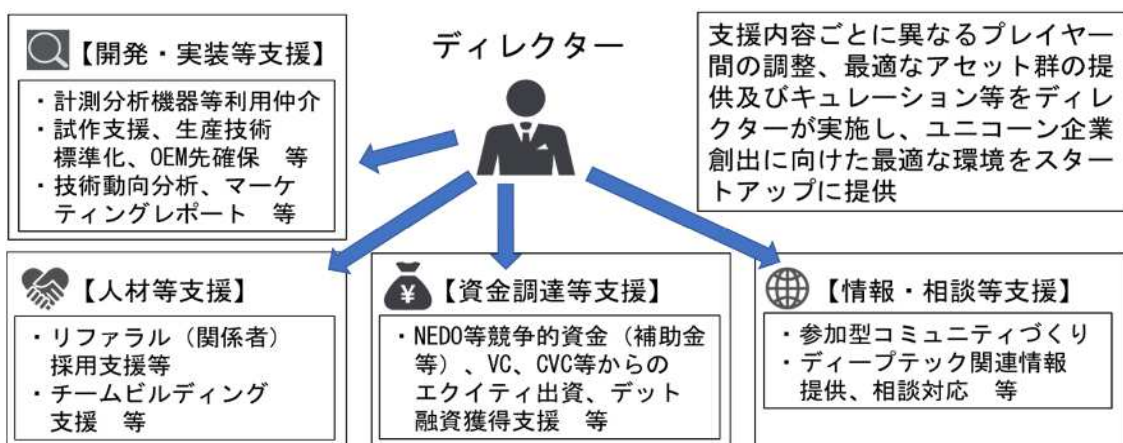 【開発・実装等支援】
・計測分析機器等利用仲介
・試作支援、生産技術
標準化、OEM先確保　等
・技術動向分析、マーケ
ティングレポート　等
ディレクター
支援内容ごとに異なるプレイヤー
間の調整、最適なアセット群の提
供及びキュレーション等をディレ
クターが実施し、ユニコーン企業
創出に向けた最適な環境をスター
トアップに提供
【人材等支援】
・リファラル（関係者）
採用支援等
・チームビルディング
支援　等
¥
【資金調達等支援】
・NEDO等競争的資金（補助金
等）、VC、CVC等からの
エクイティ出資、デット
融資獲得支援　等
【情報・相談等支援】
・参加型コミュニティづくり
・ディープテック関連情報
提供、相談対応　等